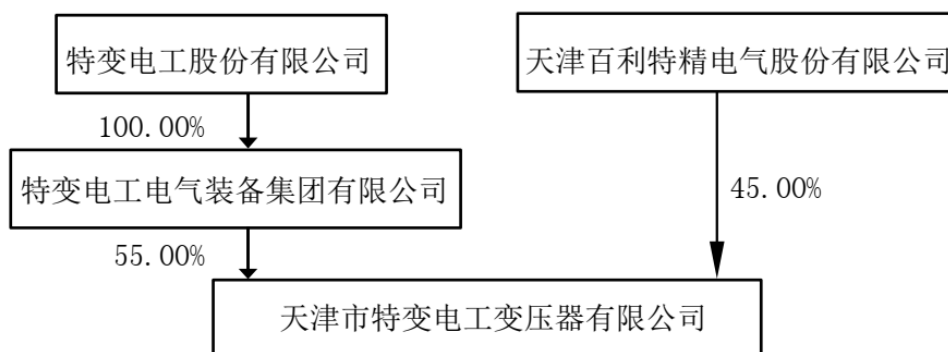 特变电工股份有限公司
天津百利特精电气股份有限公司
100.00%
特变电工电气装备集团有限公司
45.00%
55.00%
天津市特变电工变压器有限公司